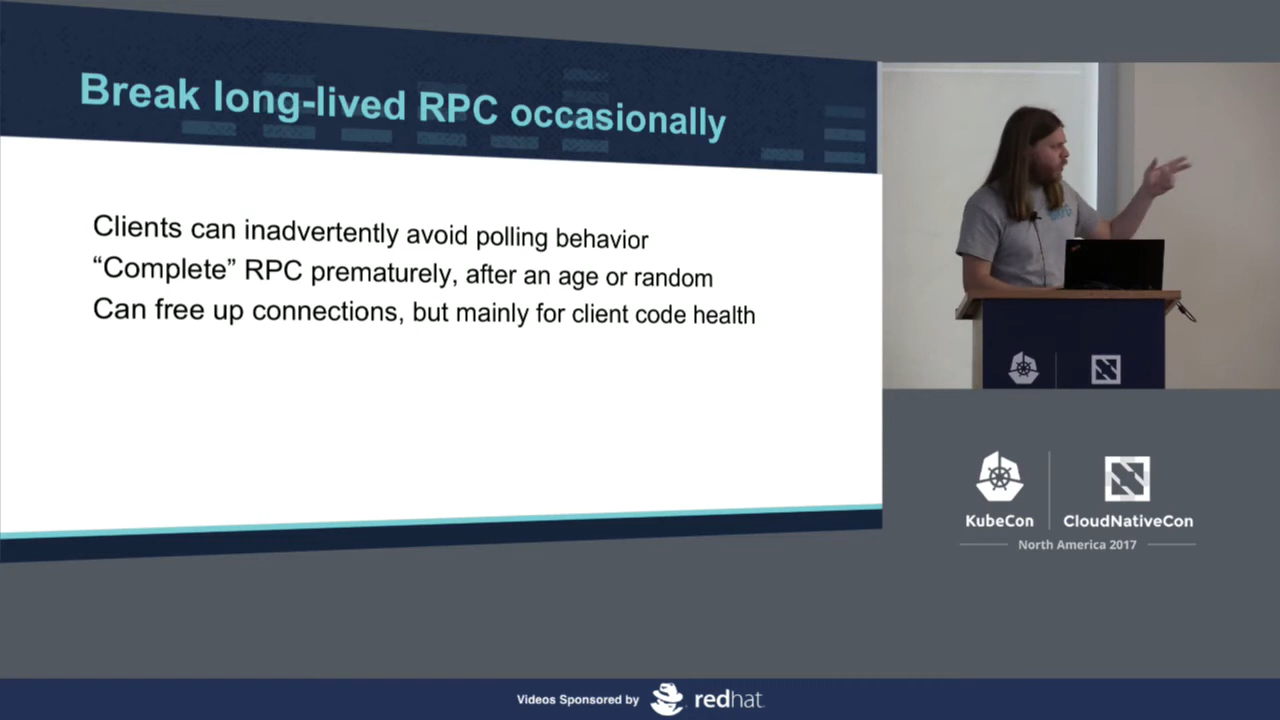 Break long-lived RPC occasionally
Clients can inadvertently avoid polling behavior
“Complete” RPC prematurely, after an age or random
Can free up connections, but mainly for client code health
KubeCon
CloudNativeCon
North America 2017
Videos Sponsored by
redhat